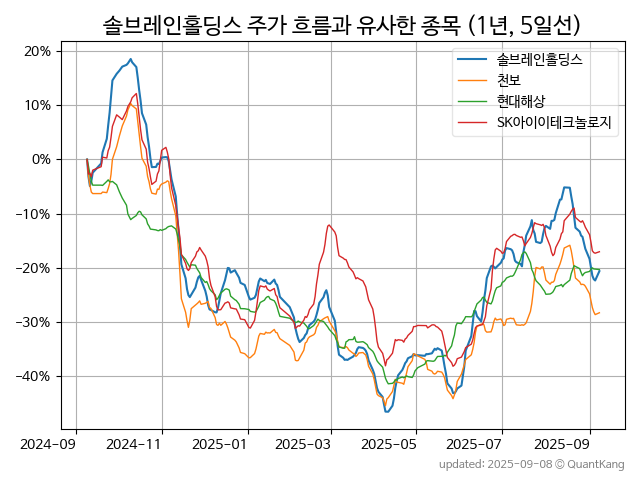 솔브레인홀딩스 주가 흐름과 유사한 종목 (1년, 5일선)
솔브레인홀딩스
천보
현대해상
SK아이이테크놀로지
20%
10%
0%
−10%
−20%
−30%
−40%
2024-09 2024-11 2025-01 2025-03 2025-05 2025-07 2025-09
updated: 2025-09-08 © QuantKang